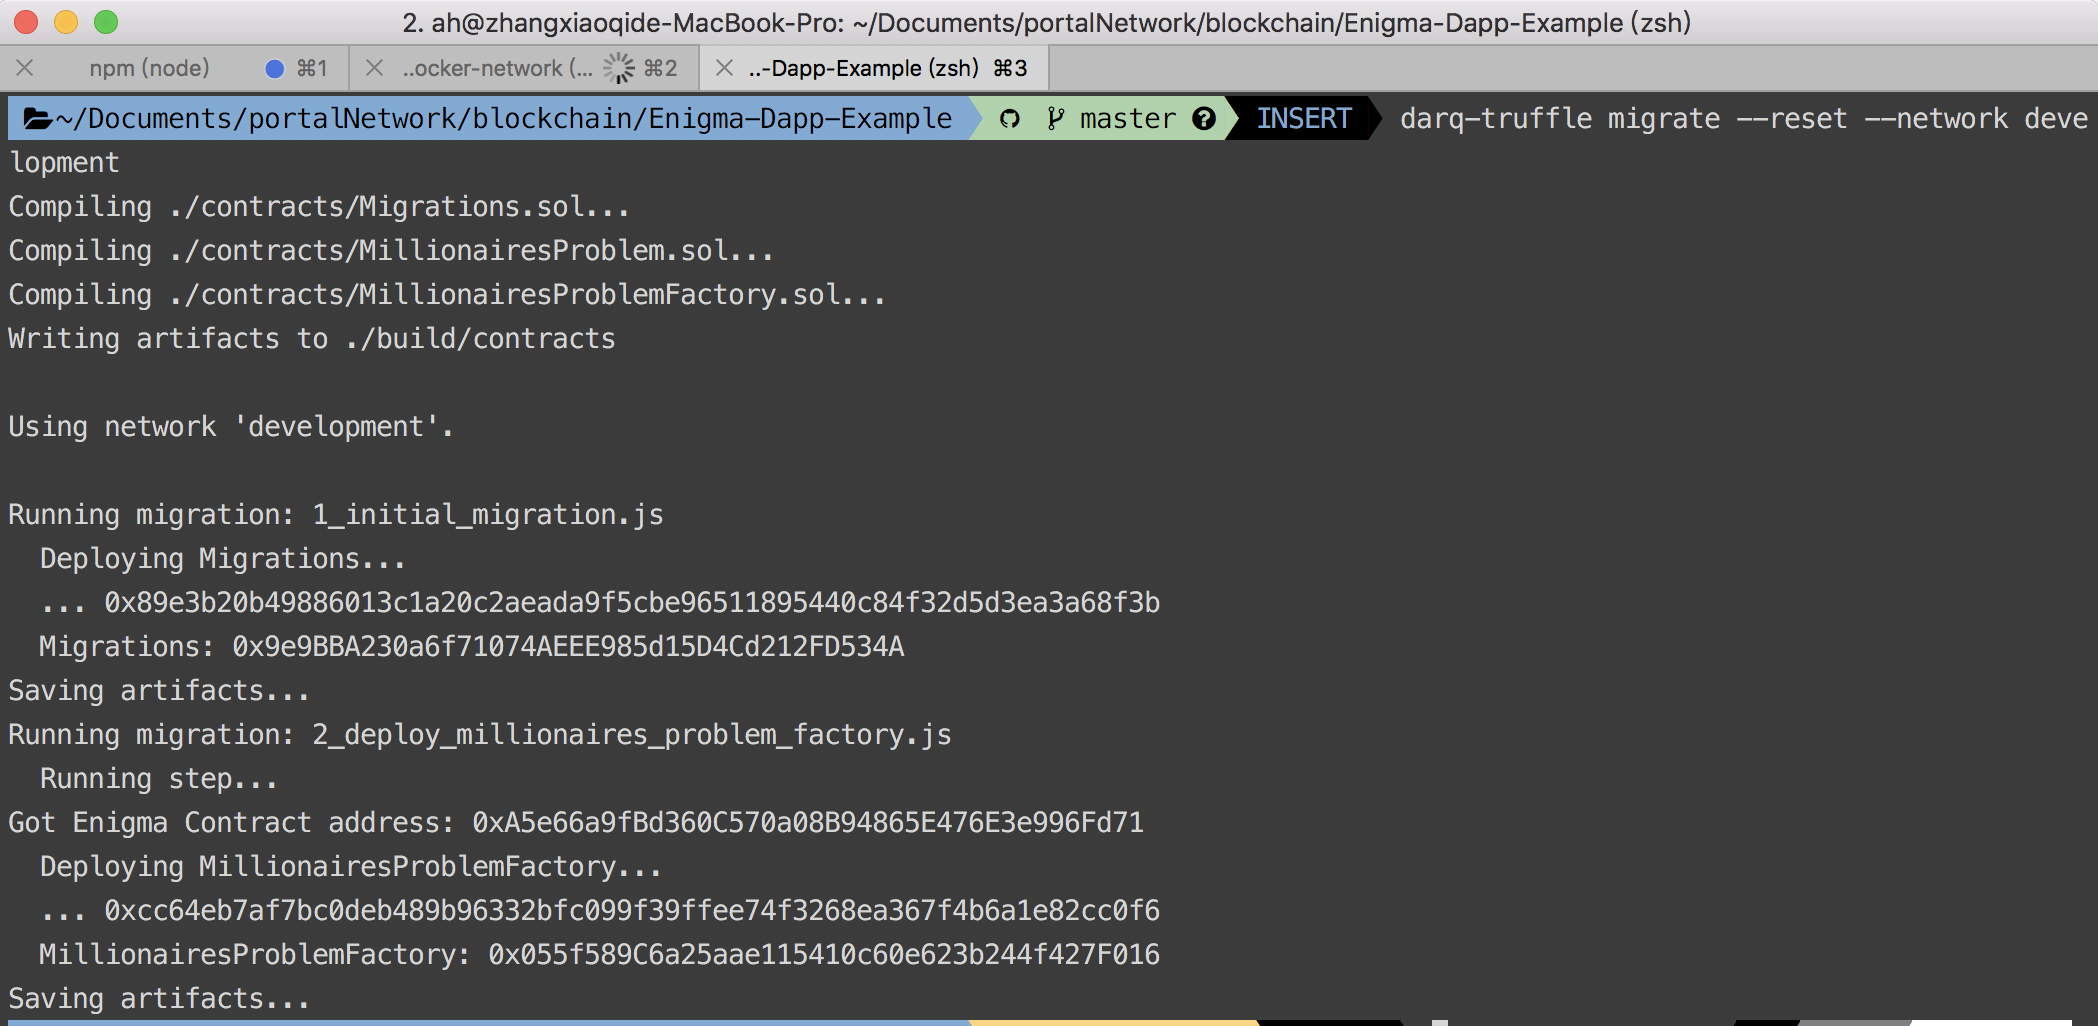 2. ah@zhangxiaoqide-MacBook-Pro: ~/Documents/portalNetwork/blockchain/Enigma-Dapp-Example (zsh)
npm (node) ⌘1 ..ocker-network (... ⌘2 ..-Dapp-Example (zsh) ⌘3
~/Documents/portalNetwork/blockchain/Enigma-Dapp-Example master ? INSERT darq-truffle migrate --reset --network deve
lopment
Compiling ./contracts/Migrations.sol...
Compiling ./contracts/MillionairesProblem.sol...
Compiling ./contracts/MillionairesProblemFactory.sol...
Writing artifacts to ./build/contracts
Using network 'development'.
Running migration: 1_initial_migration.js
Deploying Migrations...
... 0x89e3b20b49886013c1a20c2aeada9f5cbe96511895440c84f32d5d3ea3a68f3b
Migrations: 0x9e9BBA230a6f71074AEEE985d15D4Cd212FD534A
Saving artifacts...
Running migration: 2_deploy_millionaires_problem_factory.js
Running step...
Got Enigma Contract address: 0xA5e66a9fBd360C570a08B94865E476E3e996Fd71
Deploying MillionairesProblemFactory...
... 0xcc64eb7af7bc0deb489b96332bfc099f39ffee74f3268ea367f4b6a1e82cc0f6
MillionairesProblemFactory: 0x055f589C6a25aae115410c60e623b244f427F016
Saving artifacts...